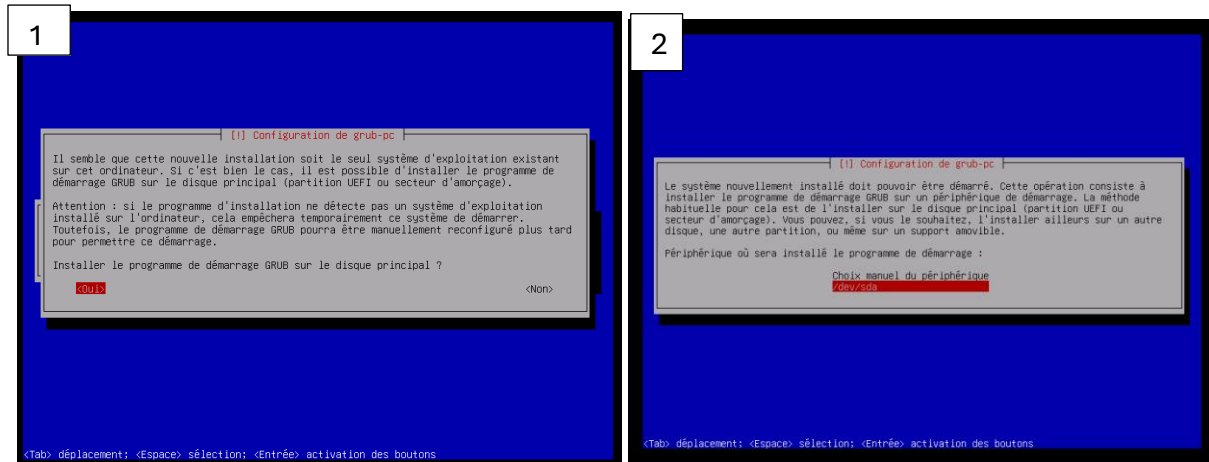 1
[!] Configuration de grub-pc
Il semble que cette nouvelle installation soit le seul système d'exploitation existant
sur cet ordinateur. Si c'est bien le cas, il est possible d'installer le programme de
démarrage GRUB sur le disque principal (partition UEFI ou secteur d'amorçage).
Attention : si le programme d'installation ne détecte pas un système d'exploitation
installé sur l'ordinateur, cela empêchera temporairement ce système de démarrer.
Toutefois, le programme de démarrage GRUB pourra être manuellement reconfiguré plus tard
pour permettre ce démarrage.
Installer le programme de démarrage GRUB sur le disque principal ?
<Oui> <Non>
<Tab> déplacement; <Espace> sélection; <Entrée> activation des boutons
2
[!] Configuration de grub-pc
Le système nouvellement installé doit pouvoir être démarré. Cette opération consiste à
installer le programme de démarrage GRUB sur un périphérique de démarrage. La méthode
habituelle pour cela est de l'installer sur le disque principal (partition UEFI ou
secteur d'amorçage). Vous pouvez, si vous le souhaitez, l'installer ailleurs sur un autre
disque, une autre partition, ou même sur un support amovible.
Périphérique où sera installé le programme de démarrage :
Choix manuel du périphérique
/dev/sda
<Tab> déplacement; <Espace> sélection; <Entrée> activation des boutons